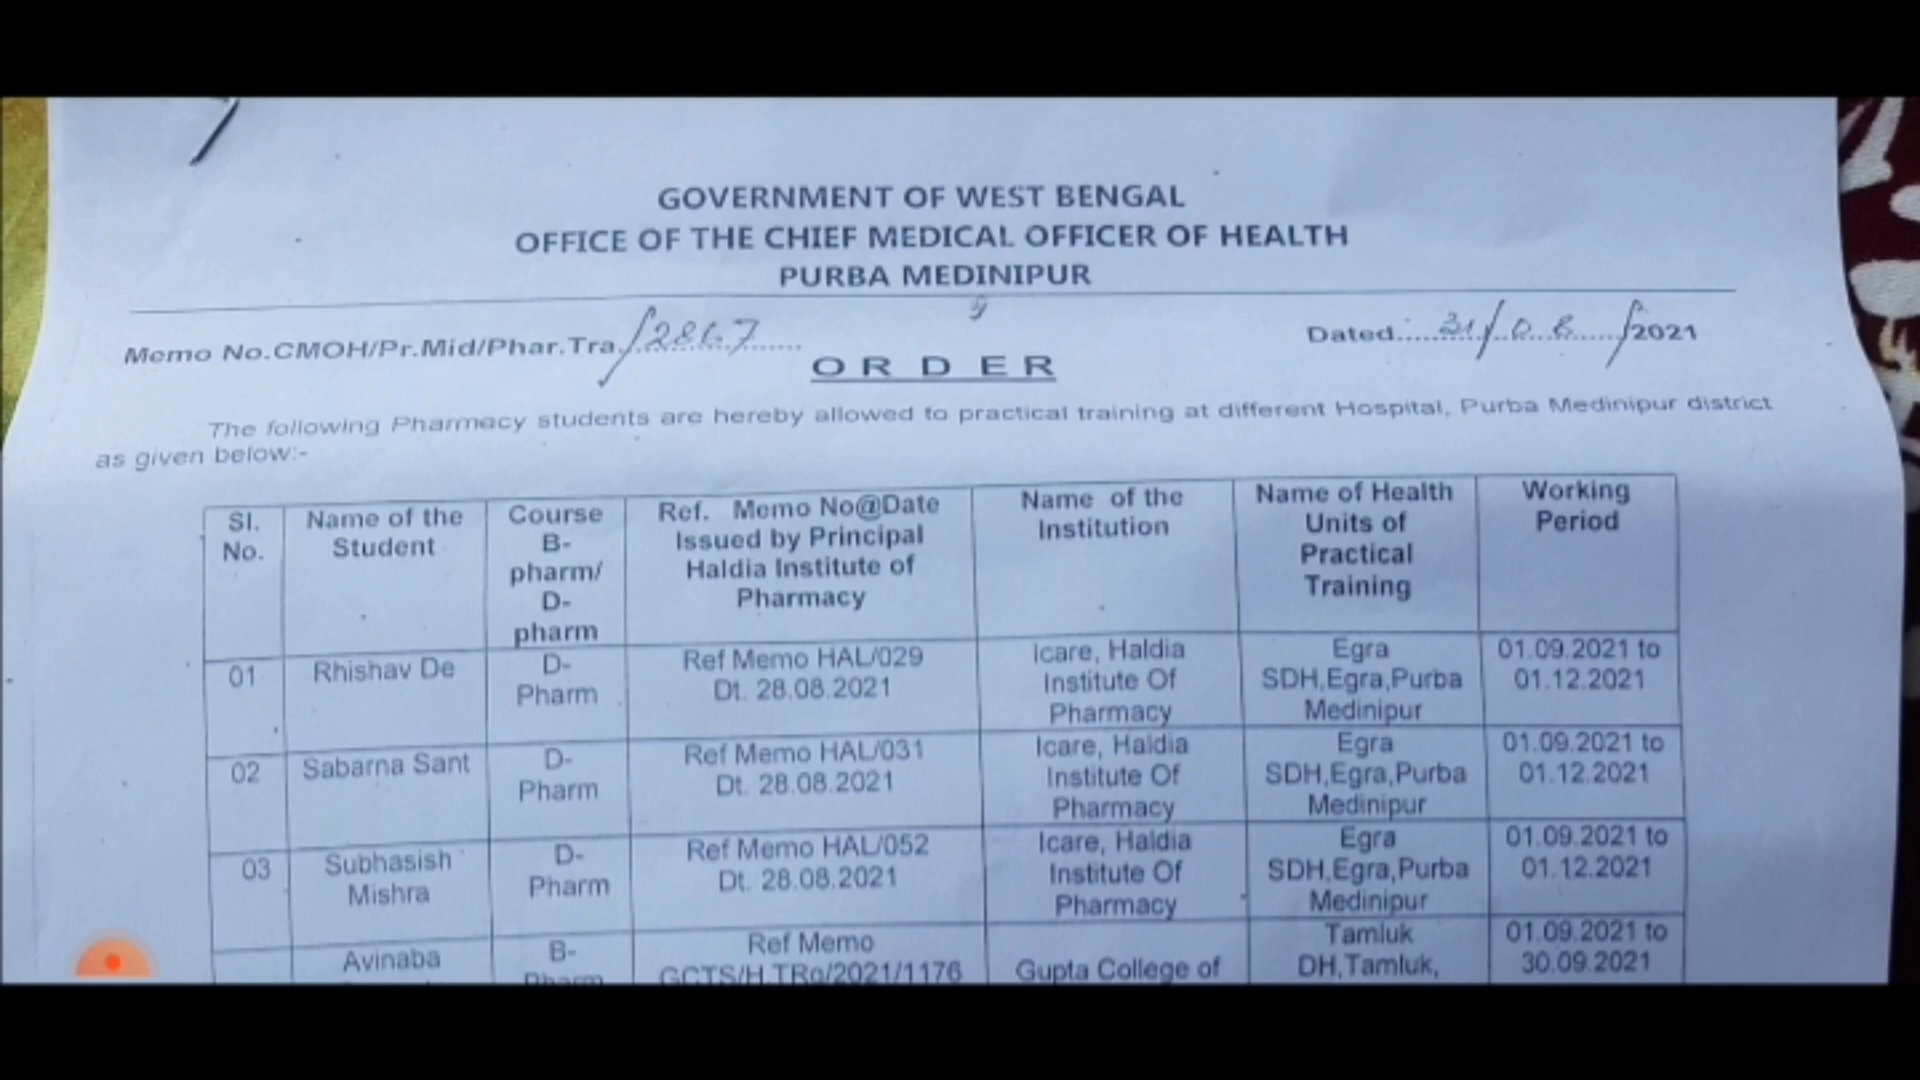 GOVERNMENT OF WEST BENGAL
OFFICE OF THE CHIEF MEDICAL OFFICER OF HEALTH
PURBA MEDINIPUR
Memo No.CMOH/Pr.Mid/Phar.Tra./2867
Dated 31/08/2021
ORDER
The following Pharmacy students are hereby allowed to practical training at different Hospital, Purba Medinipur district
as given below:-
Sl. No.
Name of the Student
Course B-pharm/ D-pharm
Ref. Memo No@Date Issued by Principal Haldia Institute of Pharmacy
Name of the Institution
Name of Health Units of Practical Training
Working Period
01
Rhishav De
D-Pharm
Ref Memo HAL/029 Dt. 28.08.2021
Icare, Haldia Institute Of Pharmacy
Egra SDH,Egra,Purba Medinipur
01.09.2021 to 01.12.2021
02
Sabarna Sant
D-Pharm
Ref Memo HAL/031 Dt. 28.08.2021
Icare, Haldia Institute Of Pharmacy
Egra SDH,Egra,Purba Medinipur
01.09.2021 to 01.12.2021
03
Subhasish Mishra
D-Pharm
Ref Memo HAL/052 Dt. 28.08.2021
Icare, Haldia Institute Of Pharmacy
Egra SDH,Egra,Purba Medinipur
01.09.2021 to 01.12.2021
Avinaba
B-Pharm
Ref Memo GCTS/H.TRo/2021/1176
Gupta College of
Tamluk DH,Tamluk,
01.09.2021 to 30.09.2021